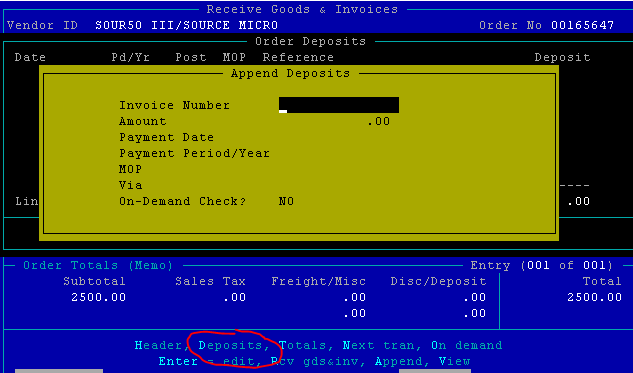 Receive Goods & Invoices
Vendor ID SOUR50 III/SOURCE MICRO Order No 00165647
Order Deposits
Date Pd/Yr Post MOP Reference Deposit
Append Deposits
Invoice Number
Amount .00
Payment Date
Payment Period/Year
MOP
Via
----
Lin .00
On-Demand Check? NO
Order Totals (Memo) Entry (001 of 001)
Subtotal Sales Tax Freight/Misc Disc/Deposit Total
2500.00 .00 .00 .00 2500.00
.00 .00
Header, Deposits, Totals, Next tran, On demand
Enter = edit, Rcv gds&inv, Append, View